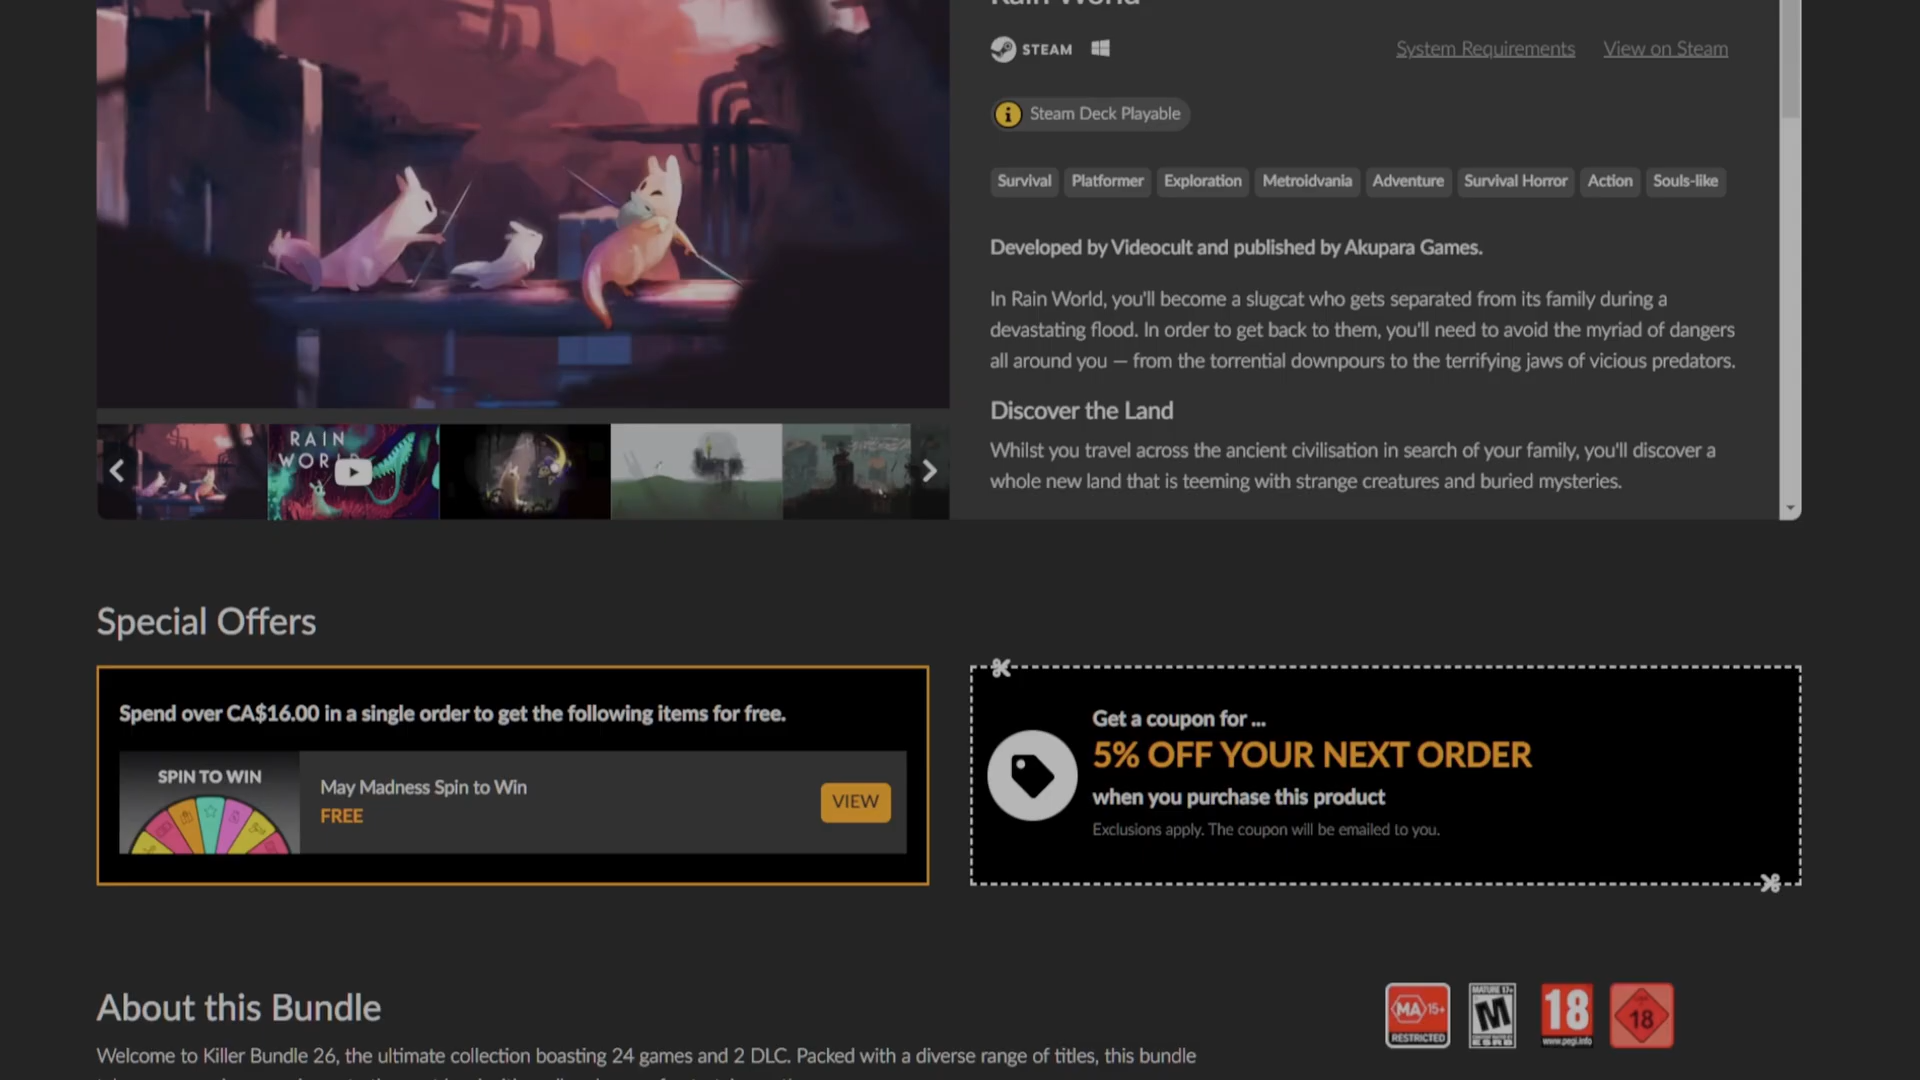 Rain World
STEAM
System Requirements
View on Steam
Steam Deck Playable
Survival
Platformer
Exploration
Metroidvania
Adventure
Survival Horror
Action
Souls-like
Developed by Videocult and published by Akupara Games.
In Rain World, you'll become a slugcat who gets separated from its family during a
devastating flood. In order to get back to them, you'll need to avoid the myriad of dangers
all around you — from the torrential downpours to the terrifying jaws of vicious predators.
Discover the Land
Whilst you travel across the ancient civilisation in search of your family, you'll discover a
whole new land that is teeming with strange creatures and buried mysteries.
RAIN
WORLD
Special Offers
Spend over CA$16.00 in a single order to get the following items for free.
SPIN TO WIN
May Madness Spin to Win
FREE
VIEW
Get a coupon for ...
5% OFF YOUR NEXT ORDER
when you purchase this product
Exclusions apply. The coupon will be emailed to you.
About this Bundle
MA 15+
RESTRICTED
MATURE 17+
M
ESRB
18
www.pegi.info
18
Welcome to Killer Bundle 26, the ultimate collection boasting 24 games and 2 DLC. Packed with a diverse range of titles, this bundle